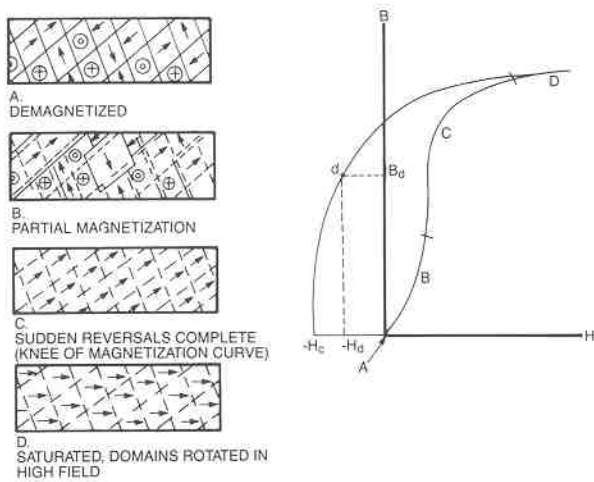 A.
DEMAGNETIZED
B.
PARTIAL MAGNETIZATION
C.
SUDDEN REVERSALS COMPLETE
(KNEE OF MAGNETIZATION CURVE)
D.
SATURATED, DOMAINS ROTATED IN
HIGH FIELD
B
D
C
d
Bd
B
H
-Hc
-Hd
A